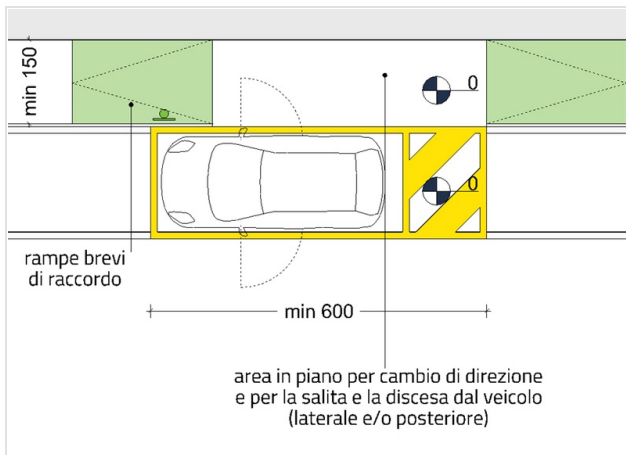 min 150
0
0
rampe brevi
di raccordo
min 600
area in piano per cambio di direzione
e per la salita e la discesa dal veicolo
(laterale e/o posteriore)